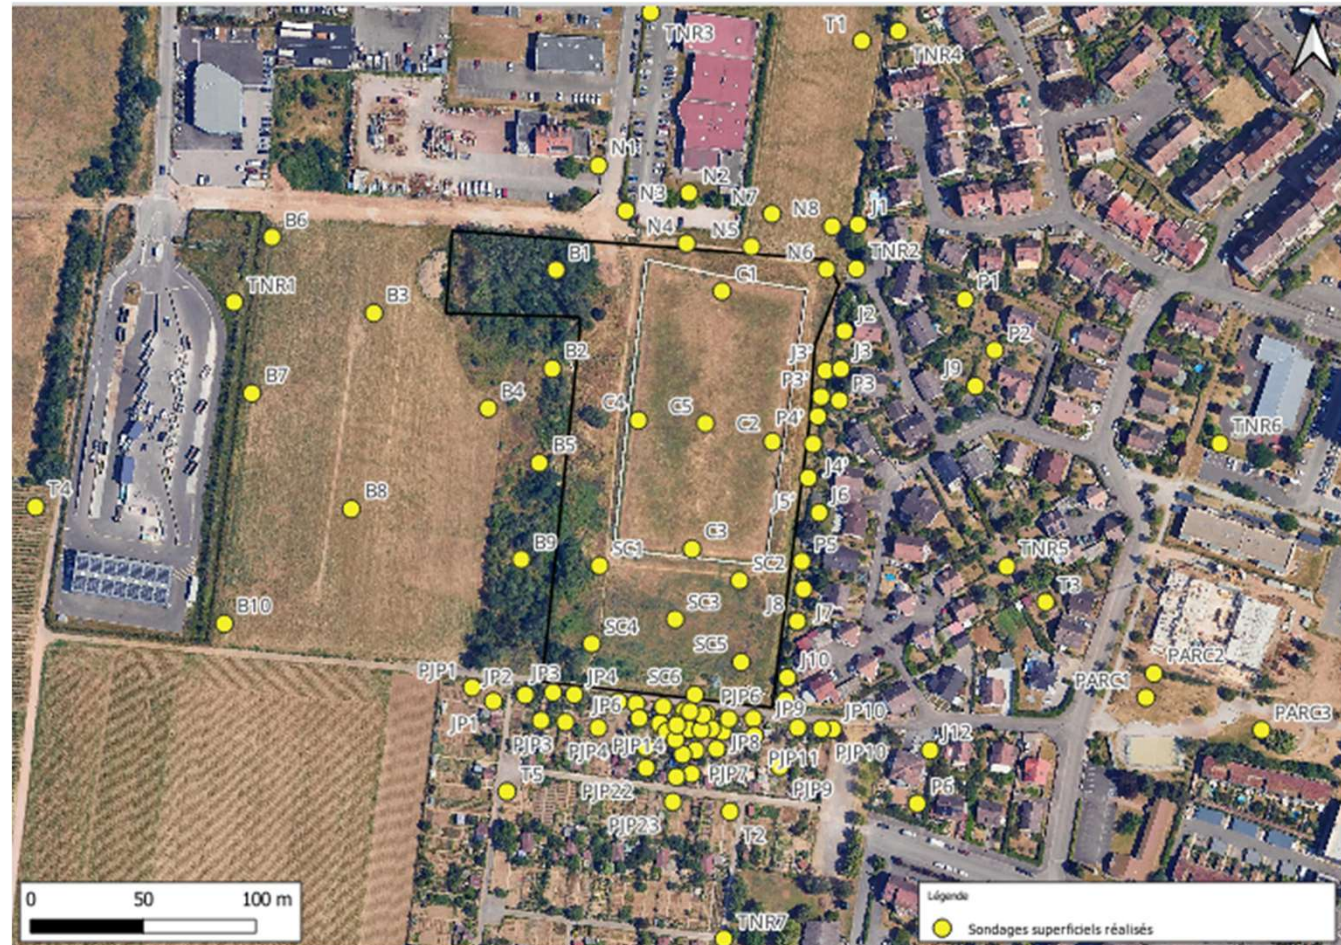 TNR3
T1
TNR4
N1
N2
N3
N7
N8
J1
N4
N5
B6
B1
N6
TNR2
C1
TNR1
B3
P1
J2
P2
J3'
J3
B2
P3'
P3
J9
B7
B4
C4
C5
P4'
C2
TNR6
B5
J4'
J5'
J6
T4
B8
C3
B9
SC1
SC2
P5
TNR5
T3
B10
SC3
J8
J7
SC4
SC5
PARC2
J10
PJP1
JP2
JP3
JP4
SC6
PJP6
PARC1
JP1
JP6
JP9
JP10
PARC3
PJP3
PJP4
PJP14
JP8
PJP11
PJP10
J12
T5
PJP22
PJP7
PJP9
P6
PJP23
T2
TNR7
0 50 100 m
Légende
Sondages superficiels réalisés